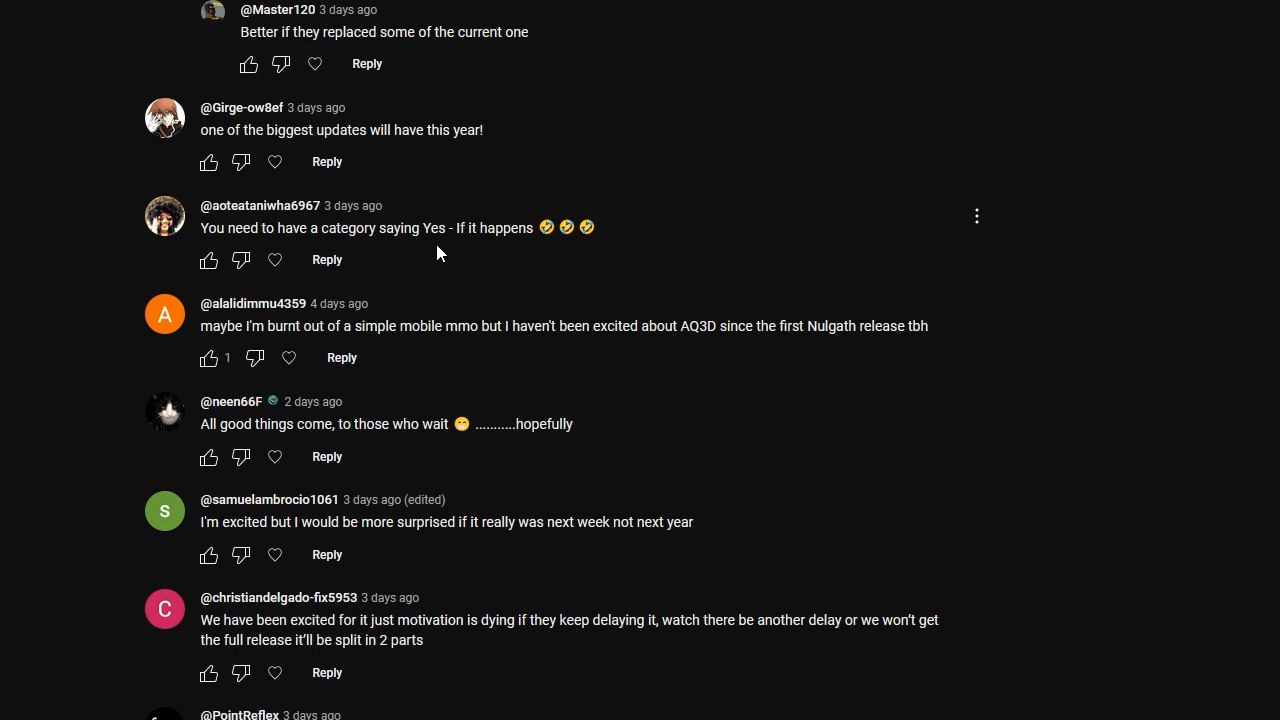 @Master120 3 days ago
Better if they replaced some of the current one
Reply
@Girge-ow8ef 3 days ago
one of the biggest updates will have this year!
Reply
@aoteataniwha6967 3 days ago
You need to have a category saying Yes - If it happens 🤣 🤣 🤣
Reply
A
@alalidimmu4359 4 days ago
maybe I'm burnt out of a simple mobile mmo but I haven't been excited about AQ3D since the first Nulgath release tbh
1 Reply
@neen66F 2 days ago
All good things come, to those who wait 😁 ...........hopefully
Reply
S
@samuelambrocio1061 3 days ago (edited)
I'm excited but I would be more surprised if it really was next week not next year
Reply
C
@christiandelgado-fix5953 3 days ago
We have been excited for it just motivation is dying if they keep delaying it, watch there be another delay or we won't get
the full release it'll be split in 2 parts
Reply
@PointReflex 3 days ago